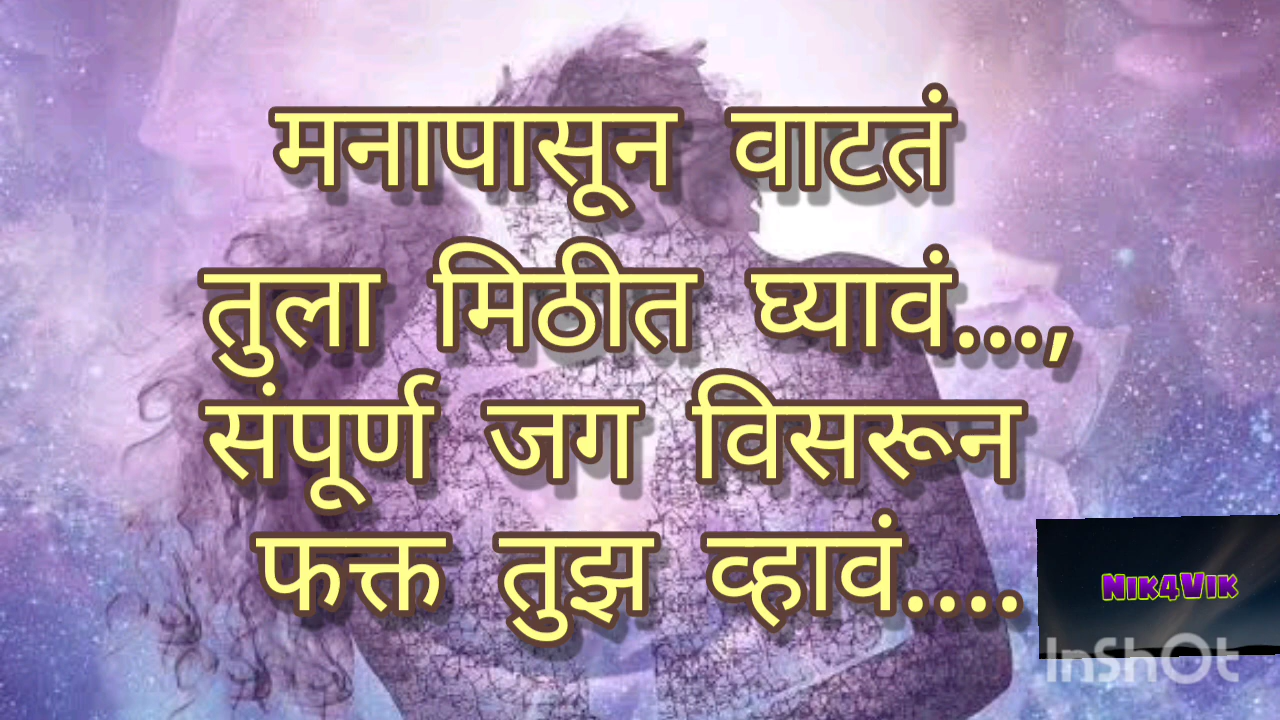 मनापासून वाटतं
तुला मिठीत घ्यावं...,
संपूर्ण जग विसरून
फक्त तुझ व्हावं....
Nik4Vik
InShOt